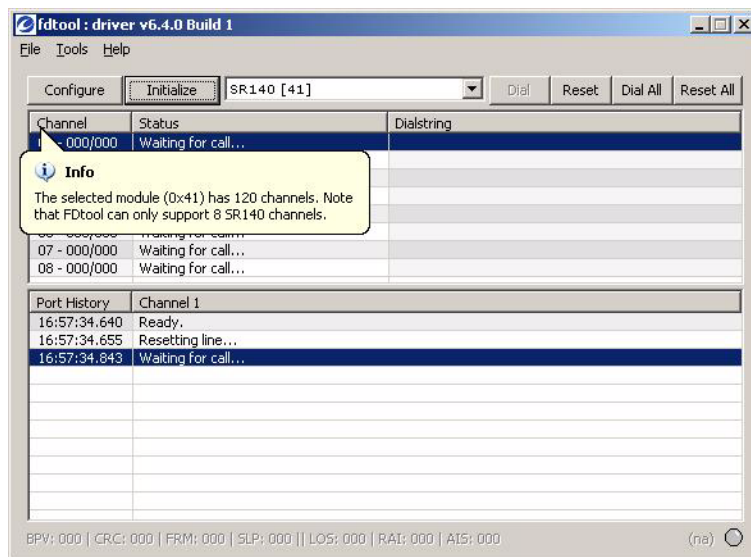 fdtool : driver v6.4.0 Build 1
File Tools Help
Configure Initialize SR140 [41] Dial Reset Dial All Reset All
Channel Status Dialstring
- 000/000 Waiting for call...
Info
The selected module (0x41) has 120 channels. Note
that FDtool can only support 8 SR140 channels.
07 - 000/000 Waiting for call...
08 - 000/000 Waiting for call...
Port History Channel 1
16:57:34.640 Ready.
16:57:34.655 Resetting line...
16:57:34.843 Waiting for call...
BPV: 000 | CRC: 000 | FRM: 000 | SLP: 000 || LOS: 000 | RAI: 000 | AIS: 000 (na)